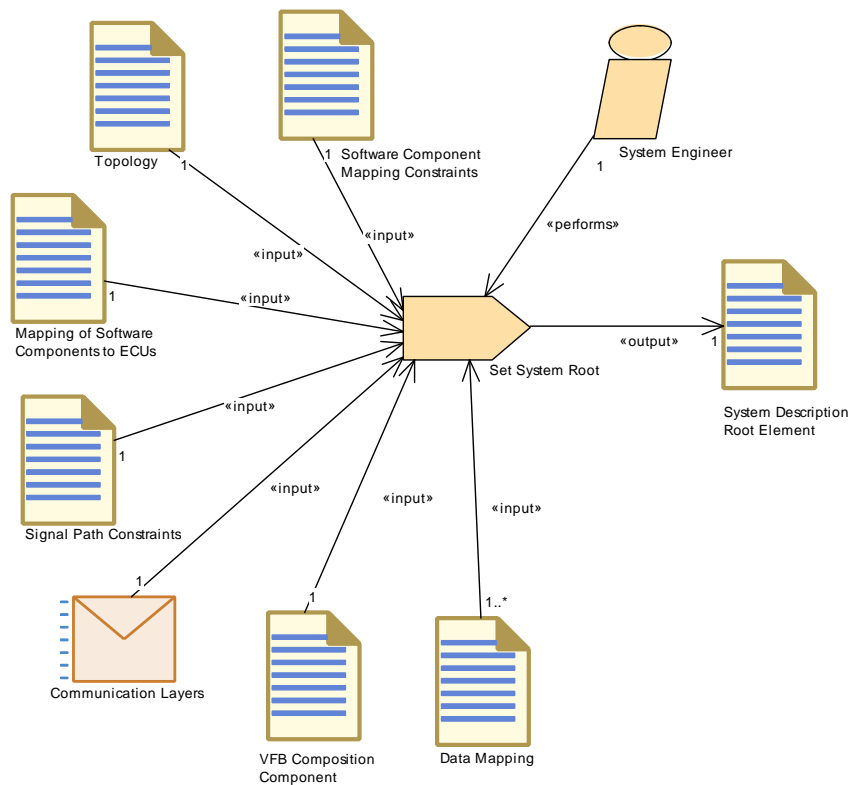 1
Software Component
Mapping Constraints
Topology
1
System Engineer
1
«performs»
«input»
«input»
1
«input»
Mapping of Software
Components to ECUs
«output»
1
Set System Root
«input»
1
System Description
Root Element
Signal Path Constraints
«input»
«input»
«input»
1
Communication Layers
1
1..*
VFB Composition
Component
Data Mapping